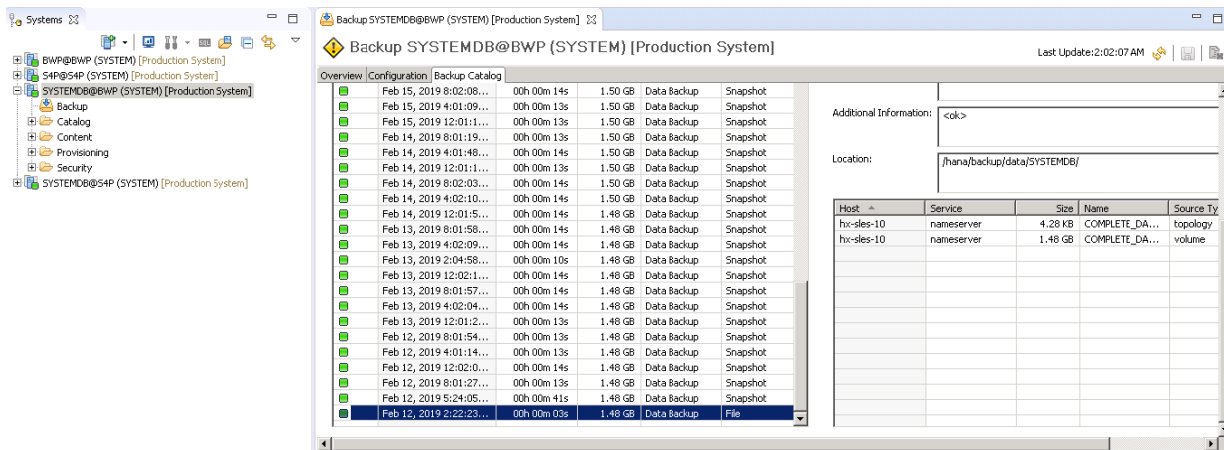 Systems
BWP@BWP (SYSTEM) [Production System]
S4P@S4P (SYSTEM) [Production System]
SYSTEMDB@BWP (SYSTEM) [Production System]
Backup
Catalog
Content
Provisioning
Security
SYSTEMDB@S4P (SYSTEM) [Production System]
Backup SYSTEMDB@BWP (SYSTEM) [Production System]
Backup SYSTEMDB@BWP (SYSTEM) [Production System]
Last Update:2:02:07 AM
Overview Configuration Backup Catalog
Feb 15, 2019 8:02:08... 00h 00m 14s 1.50 GB Data Backup Snapshot
Feb 15, 2019 4:01:09... 00h 00m 13s 1.50 GB Data Backup Snapshot
Feb 15, 2019 12:01:1... 00h 00m 13s 1.50 GB Data Backup Snapshot
Feb 14, 2019 8:01:19... 00h 00m 13s 1.50 GB Data Backup Snapshot
Feb 14, 2019 4:01:48... 00h 00m 14s 1.50 GB Data Backup Snapshot
Feb 14, 2019 12:01:1... 00h 00m 13s 1.50 GB Data Backup Snapshot
Feb 14, 2019 8:02:03... 00h 00m 14s 1.50 GB Data Backup Snapshot
Feb 14, 2019 4:02:10... 00h 00m 14s 1.50 GB Data Backup Snapshot
Feb 14, 2019 12:01:5... 00h 00m 14s 1.48 GB Data Backup Snapshot
Feb 13, 2019 8:01:58... 00h 00m 13s 1.48 GB Data Backup Snapshot
Feb 13, 2019 4:02:09... 00h 00m 13s 1.48 GB Data Backup Snapshot
Feb 13, 2019 2:04:58... 00h 00m 10s 1.48 GB Data Backup Snapshot
Feb 13, 2019 12:02:1... 00h 00m 14s 1.48 GB Data Backup Snapshot
Feb 13, 2019 8:01:57... 00h 00m 14s 1.48 GB Data Backup Snapshot
Feb 13, 2019 4:02:04... 00h 00m 14s 1.48 GB Data Backup Snapshot
Feb 13, 2019 12:01:2... 00h 00m 13s 1.48 GB Data Backup Snapshot
Feb 12, 2019 8:01:54... 00h 00m 13s 1.48 GB Data Backup Snapshot
Feb 12, 2019 4:01:14... 00h 00m 13s 1.48 GB Data Backup Snapshot
Feb 12, 2019 12:02:0... 00h 00m 14s 1.48 GB Data Backup Snapshot
Feb 12, 2019 8:01:27... 00h 00m 13s 1.48 GB Data Backup Snapshot
Feb 12, 2019 5:24:05... 00h 00m 41s 1.48 GB Data Backup Snapshot
Feb 12, 2019 2:22:23... 00h 00m 03s 1.48 GB Data Backup File
Additional Information: <ok>
Location: /hana/backup/data/SYSTEMDB/
Host Service Size Name Source Ty
hx-sles-10 nameserver 4.28 KB COMPLETE_DA... topology
hx-sles-10 nameserver 1.48 GB COMPLETE_DA... volume